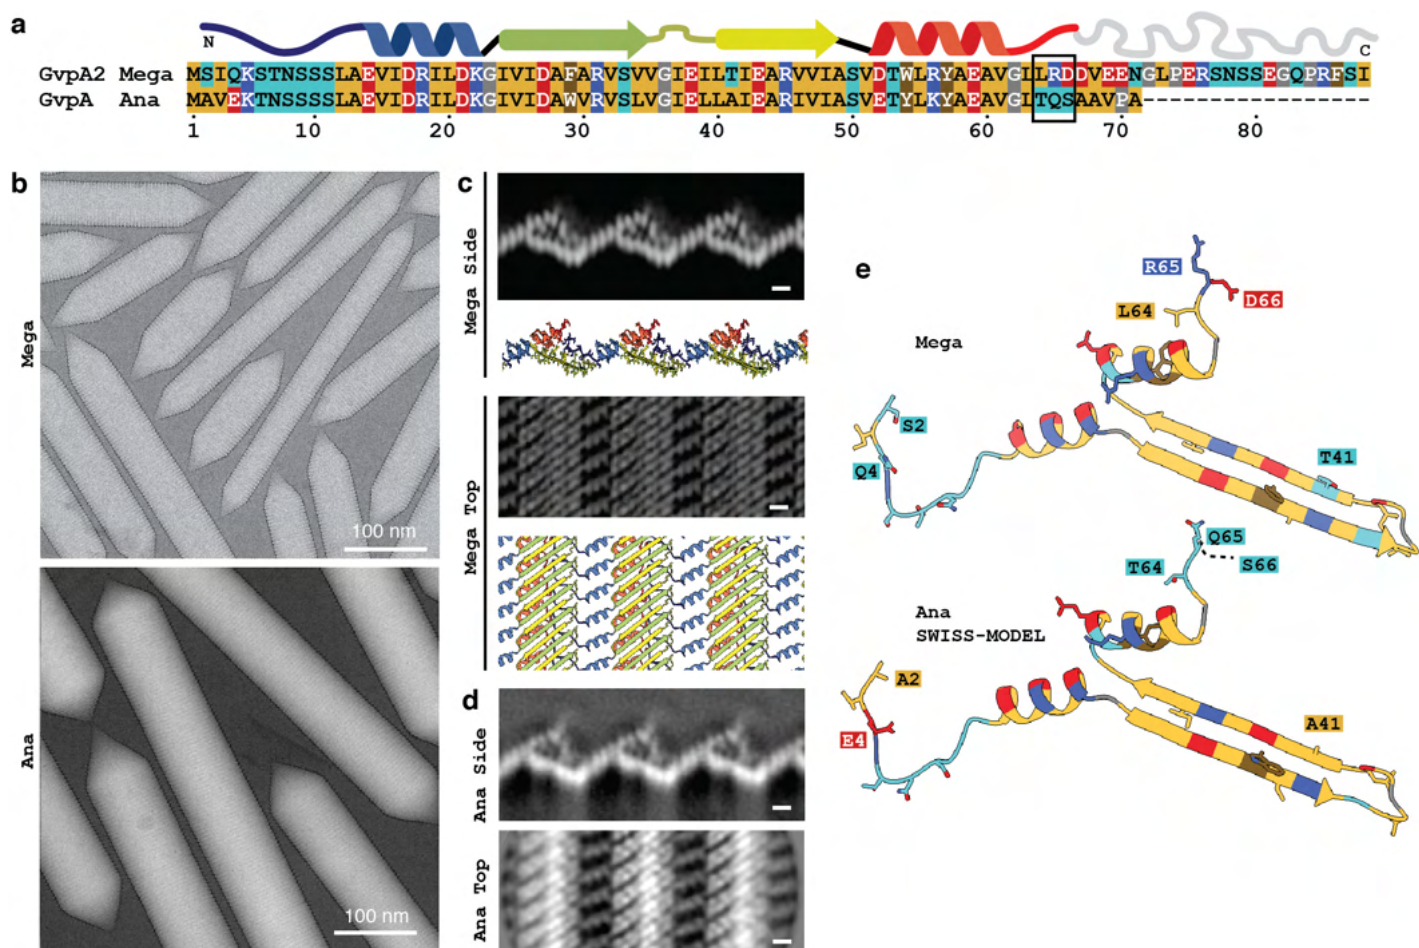 a
N
C
GvpA2 Mega MSIQKSTNSSSLAEVIDRILDKGIVIDAFARVSVVGIEILTIEARVVIASVDTWLRYAEAVGILRDDVEENGLPERSNSSEGQPRFSI
GvpA Ana MAVEKTNSSSSLAEVIDRILDKGIVIDAWVRVSLVGIELLAIEARIVIASVETYLKYAEAVGLTQSAAVPA-----------------
1 10 20 30 40 50 60 70 80
b
Mega
100 nm
Ana
100 nm
c
Mega Side
Mega Top
d
Ana Side
Ana Top
e
Mega
R65
D66
L64
S2
Q4
T41
Ana
SWISS-MODEL
Q65
T64
S66
A2
E4
A41